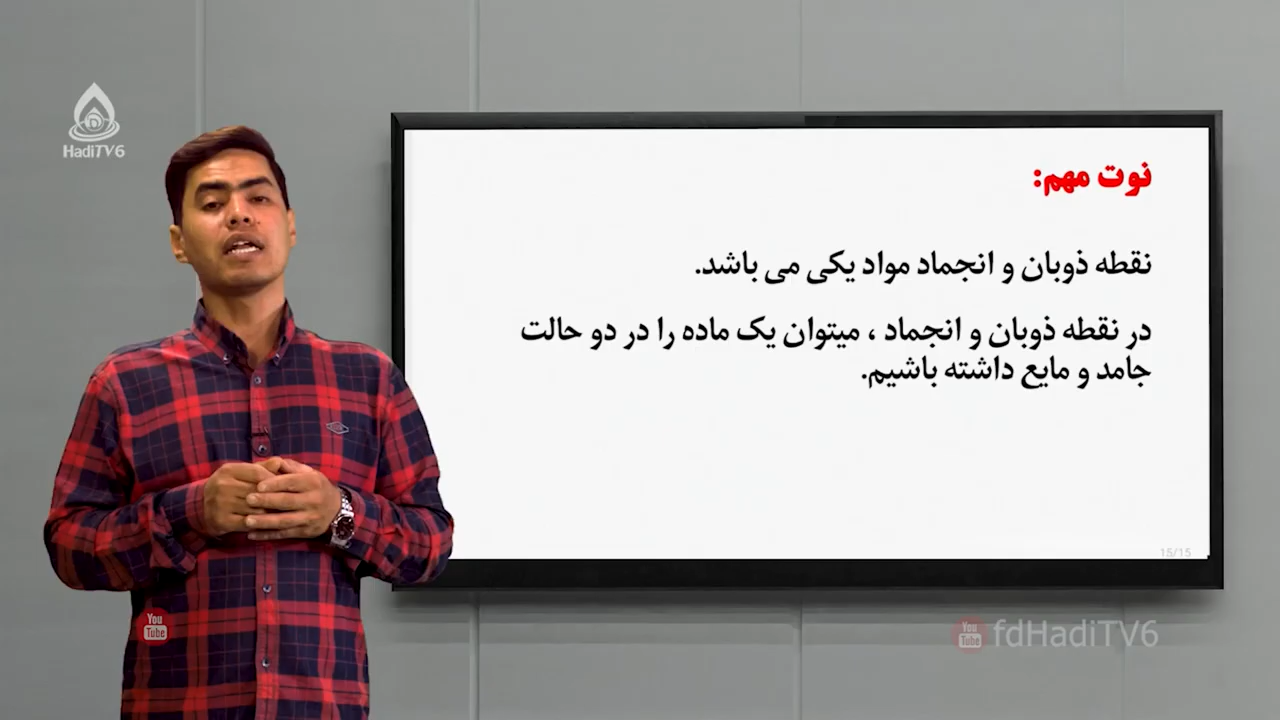 HadiTV6
نوت مهم:
نقطه ذوبان و انجماد مواد یکی می باشد.
در نقطه ذوبان و انجماد ، میتوان یک ماده را در دو حالت
جامد و مایع داشته باشیم.
15/15
You
Tube
You
Tube
fdHadiTV6